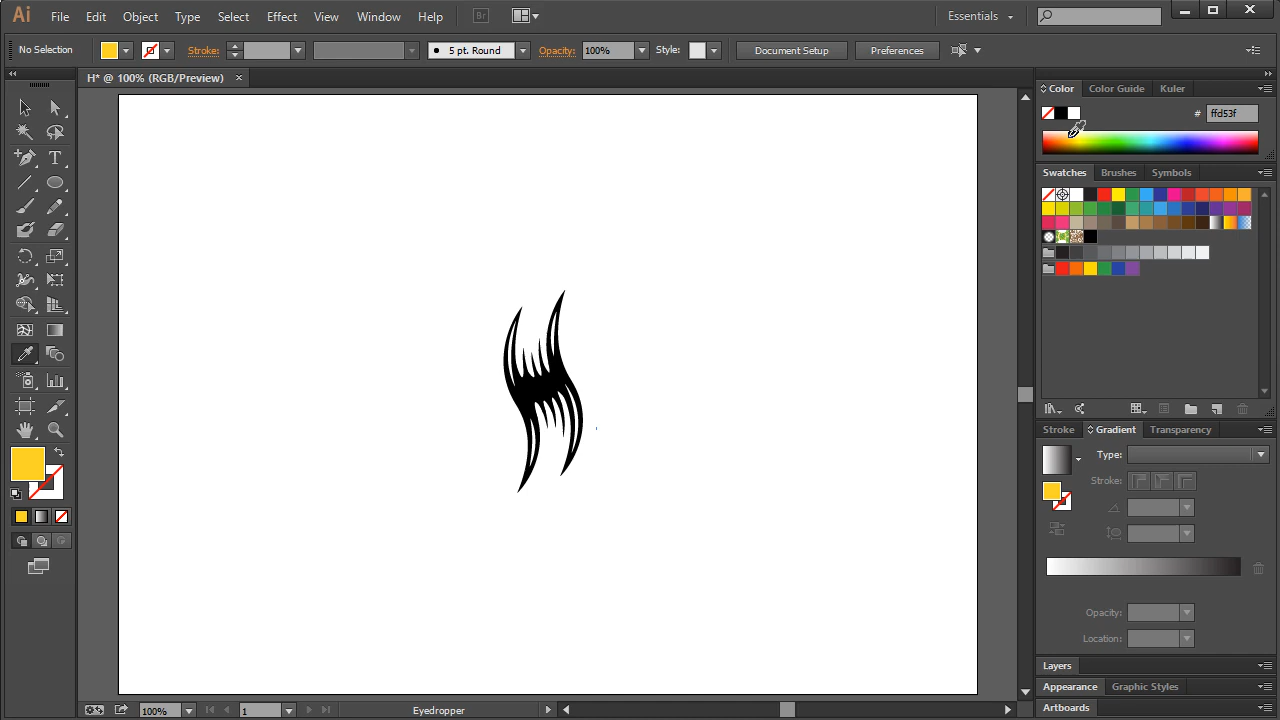 Ai File Edit Object Type Select Effect View Window Help Br Essentials
No Selection Stroke: 5 pt. Round Opacity: 100% Style: Document Setup Preferences
H* @ 100% (RGB/Preview)
Color Color Guide Kuler
# ffd53f
Swatches Brushes Symbols
Stroke Gradient Transparency
Type:
Stroke:
Opacity:
Location:
Layers
Appearance Graphic Styles
Artboards
100% 1 Eyedropper